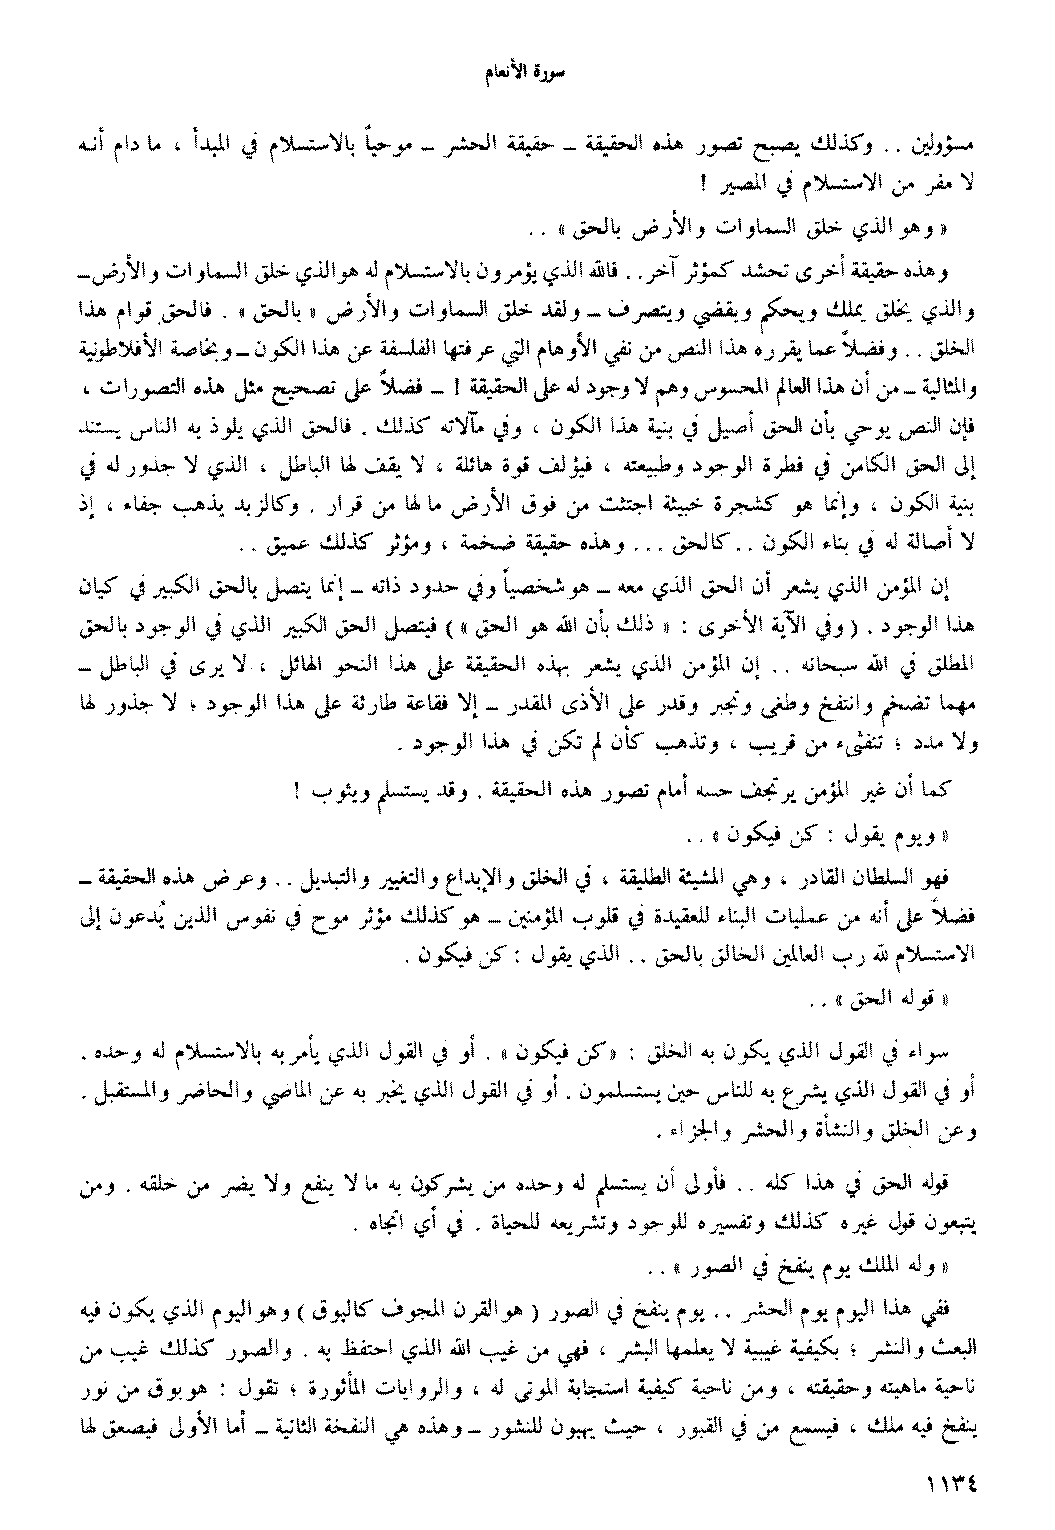 سورة الأنعام
مسؤولين . . وكذلك يصبح تصور هذه الحقيقة – حقيقة الحشر – موحياً بالاستسلام في المبدأ ، ما دام أنه
لا مفر من الاستسلام في المصير !
« وهو الذي خلق السماوات والأرض بالحق » . .
وهذه حقيقة أخرى تحشد كمؤثر آخر. . فالله الذي يؤمرون بالاستسلام له هو الذي خلق السماوات والأرض–
والذي يخلق يملك ويحكم ويقضي ويتصرف – ولقد خلق السماوات والأرض « بالحق » . فالحق قوام هذا
الخلق . . وفضلاً عما يقرره هذا النص من نفي الأوهام التي عرفتها الفلسفة عن هذا الكون – وبخاصة الأفلاطونية
والمثالية – من أن هذا العالم المحسوس وهم لا وجود له على الحقيقة ! – فضلاً على تصحيح مثل هذه التصورات ،
فإن النص يوحي بأن الحق أصيل في بنية هذا الكون ، وفي مآلاته كذلك . فالحق الذي يلوذ به الناس يستند
إلى الحق الكامن في فطرة الوجود وطبيعته ، فيؤلف قوة هائلة ، لا يقف لها الباطل ، الذي لا جذور له في
بنية الكون ، وإنما هو كشجرة خبيثة اجتثت من فوق الأرض ما لها من قرار . وكالزبد يذهب جفاء ، إذ
لا أصالة له في بناء الكون . . كالحق . . . وهذه حقيقة ضخمة ، ومؤثر كذلك عميق . .
إن المؤمن الذي يشعر أن الحق الذي معه – هو شخصياً وفي حدود ذاته – إنما يتصل بالحق الكبير في كيان
هذا الوجود . ( وفي الآية الأخرى : « ذلك بأن الله هو الحق » ) فيتصل الحق الكبير الذي في الوجود بالحق
المطلق في الله سبحانه . . إن المؤمن الذي يشعر بهذه الحقيقة على هذا النحو الهائل ، لا يرى في الباطل –
مهما تضخم وانتفخ وطغى وتجبر وقدر على الأذى المقدر – إلا فقاعة طارئة على هذا الوجود ؛ لا جذور لها
ولا مدد ؛ تنفثىء من قريب ، وتذهب كأن لم تكن في هذا الوجود .
كما أن غير المؤمن يرتجف حسه أمام تصور هذه الحقيقة . وقد يستسلم ويثوب !
« ويوم يقول : كن فيكون » . .
فهو السلطان القادر ، وهي المشيئة الطليقة ، في الخلق والإبداع والتغيير والتبديل . . وعرض هذه الحقيقة –
فضلاً على أنه من عمليات البناء للعقيدة في قلوب المؤمنين – هو كذلك مؤثر موح في نفوس الذين يُدعون إلى
الاستسلام لله رب العالمين الخالق بالحق . . الذي يقول : كن فيكون .
« قوله الحق » . .
سواء في القول الذي يكون به الخلق : «كن فيكون » . أو في القول الذي يأمر به بالاستسلام له وحده .
أو في القول الذي يشرع به للناس حين يستسلمون . أو في القول الذي يخبر به عن الماضي والحاضر والمستقبل .
وعن الخلق والنشأة والحشر والجزاء .
قوله الحق في هذا كله . . فأولى أن يستسلم له وحده من يشركون به ما لا ينفع ولا يضر من خلقه . ومن
يتبعون قول غيره كذلك وتفسيره للوجود وتشريعه للحياة . في أي اتجاه .
« وله الملك يوم ينفخ في الصور » . .
ففي هذا اليوم يوم الحشر . . يوم ينفخ في الصور ( هو القرن المجوف كالبوق ) وهو اليوم الذي يكون فيه
البعث والنشر ؛ بكيفية غيبية لا يعلمها البشر ، فهي من غيب الله الذي احتفظ به . والصور كذلك غيب من
ناحية ماهيته وحقيقته ، ومن ناحية كيفية استجابة الموتى له ، والروايات المأثورة ؛ تقول : هو بوق من نور
ينفخ فيه ملك ، فيسمع من في القبور ، حيث يهبون للنشور – وهذه هي النفخة الثانية – أما الأولى فيصعق لها
١١٣٤